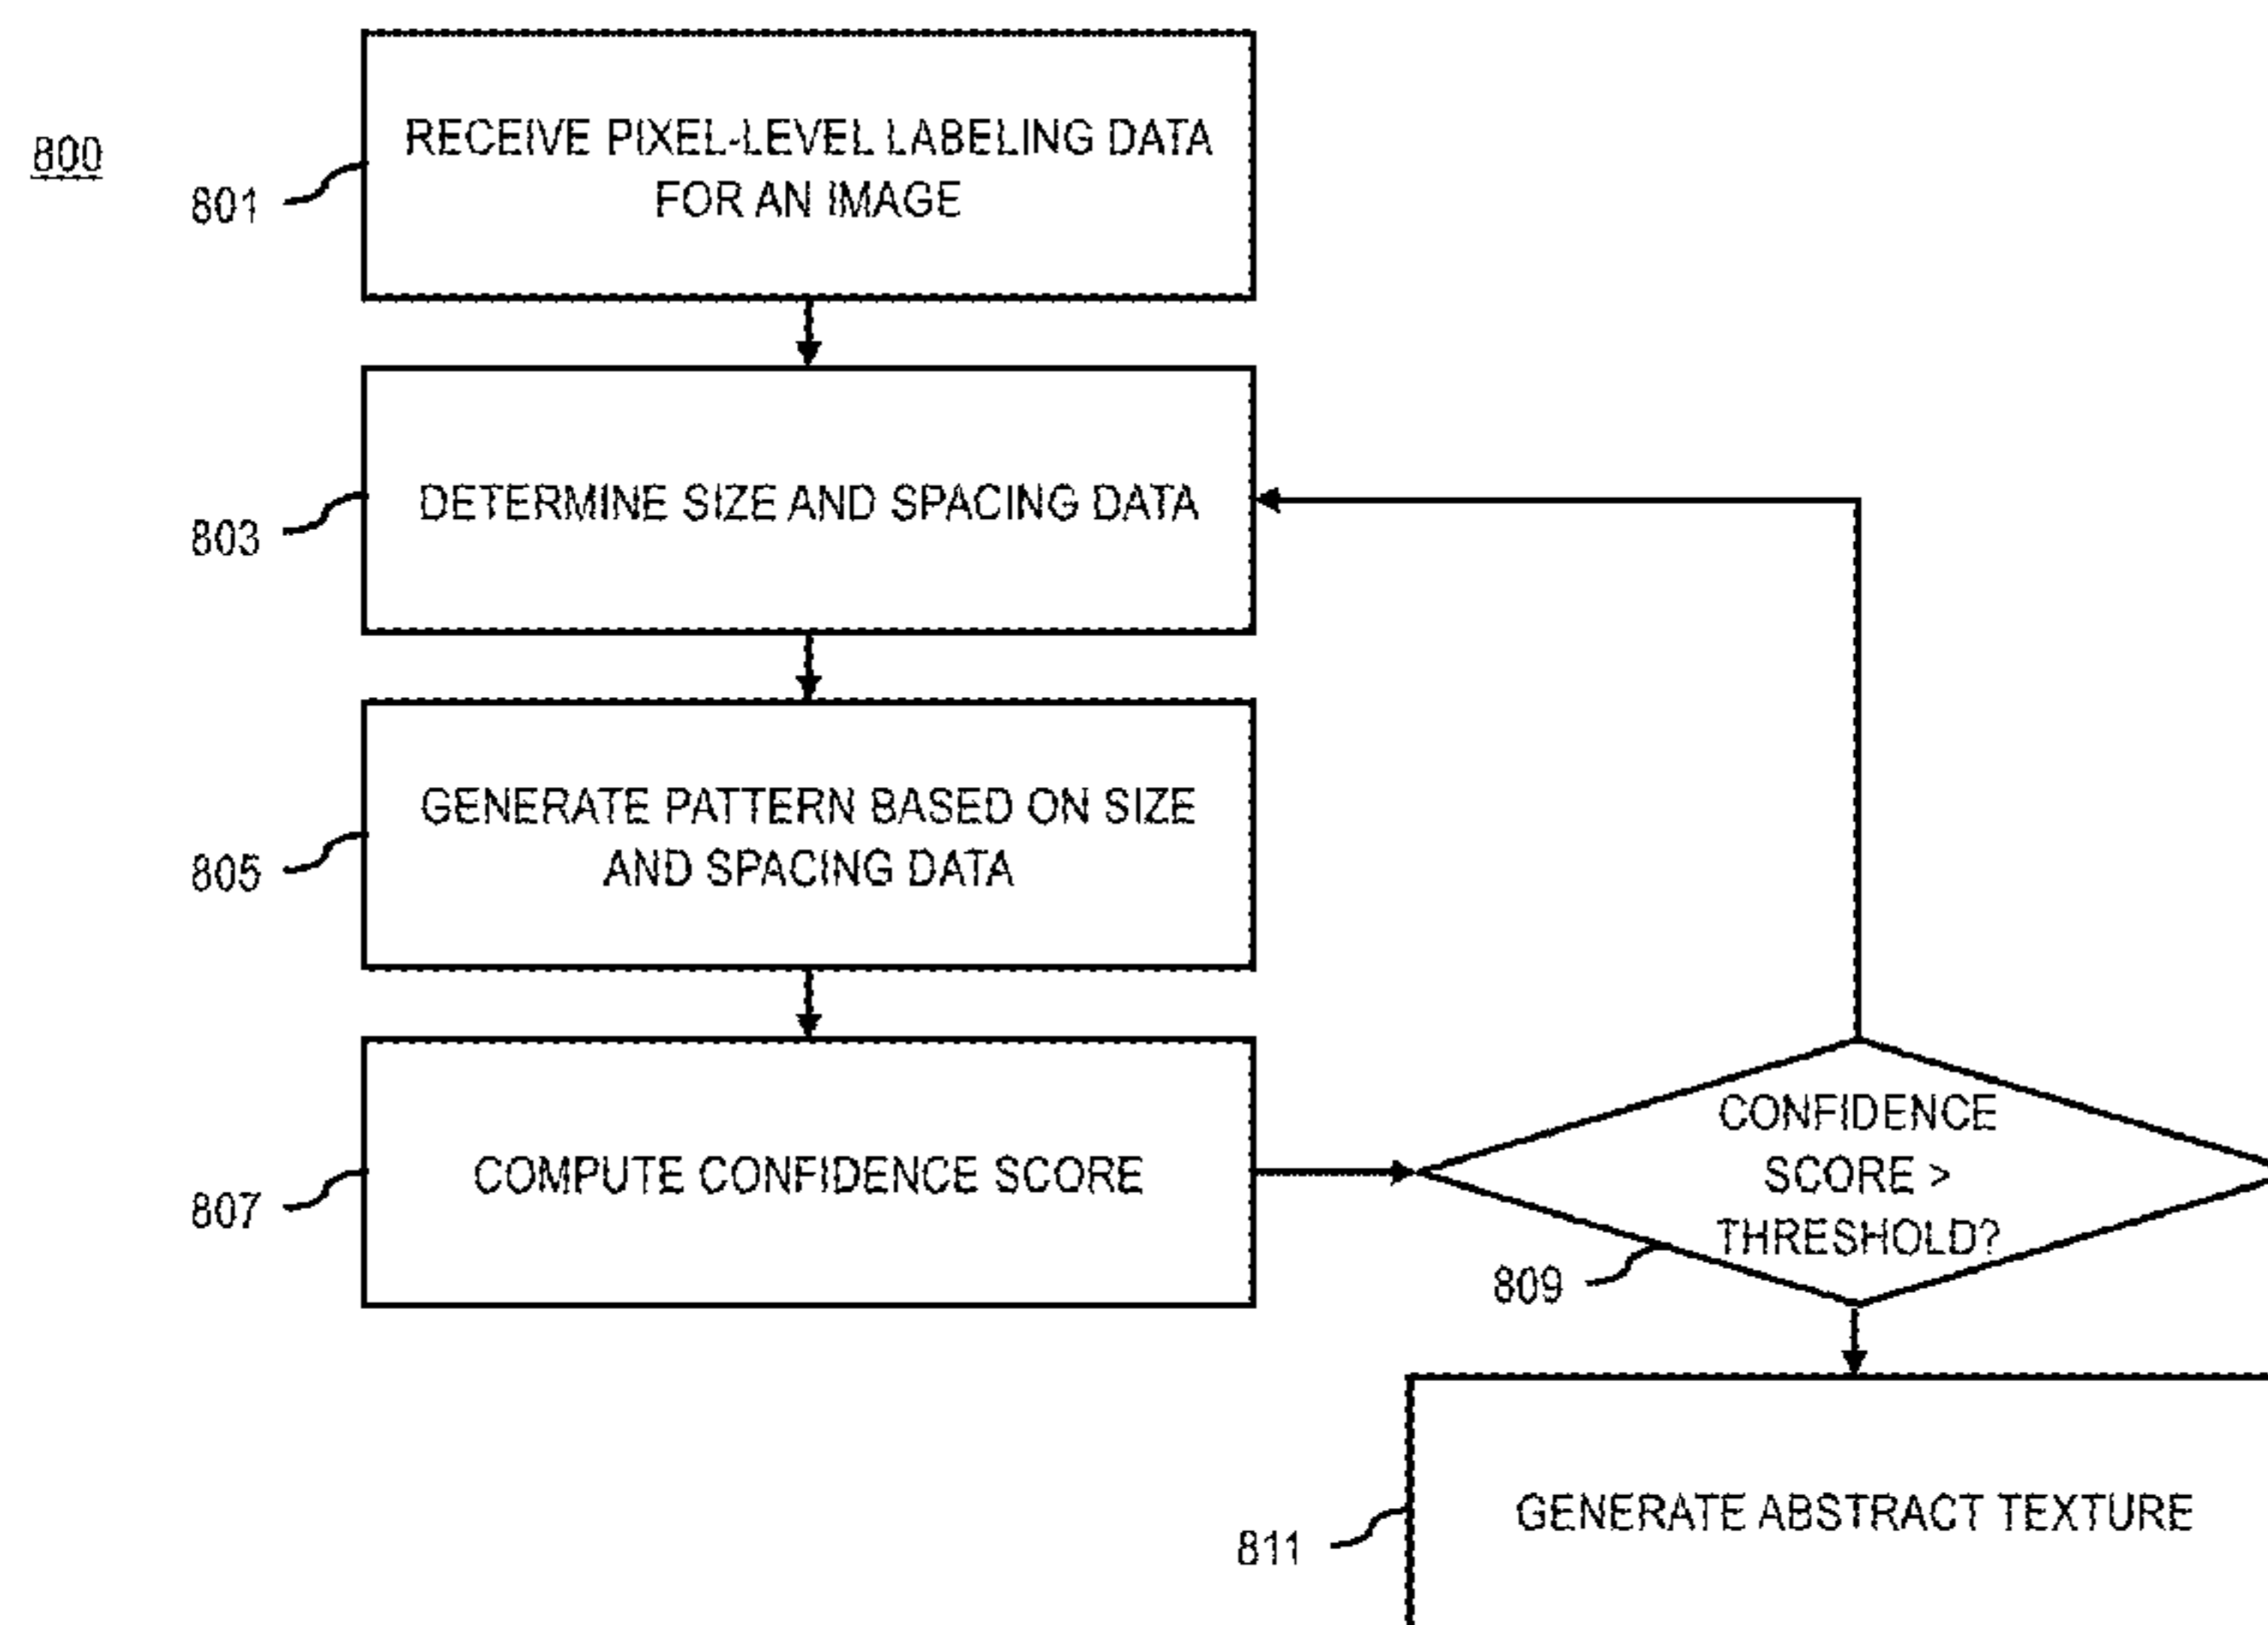 800
801
RECEIVE PIXEL-LEVEL LABELING DATA
FOR AN IMAGE
803
DETERMINE SIZE AND SPACING DATA
805
GENERATE PATTERN BASED ON SIZE
AND SPACING DATA
807
COMPUTE CONFIDENCE SCORE
CONFIDENCE
SCORE >
THRESHOLD?
809
811
GENERATE ABSTRACT TEXTURE